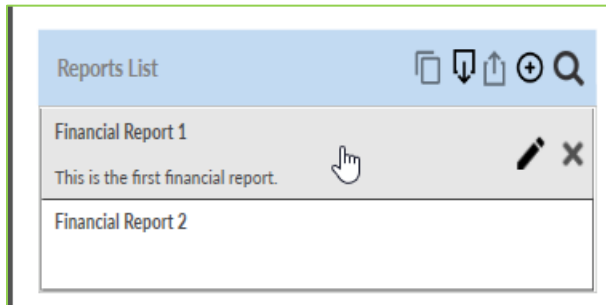 Reports List
Financial Report 1
This is the first financial report.
Financial Report 2